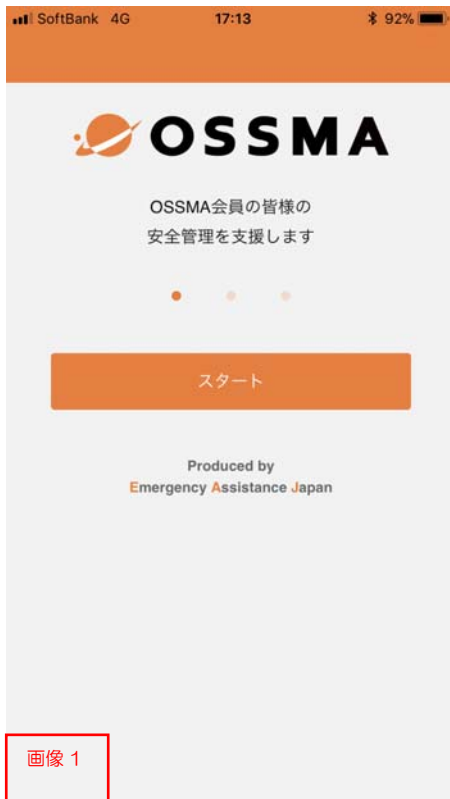 SoftBank 4G 17:13 92%
OSSMA
OSSMA会員の皆様の
安全管理を支援します
スタート
Produced by
Emergency Assistance Japan
画像 1